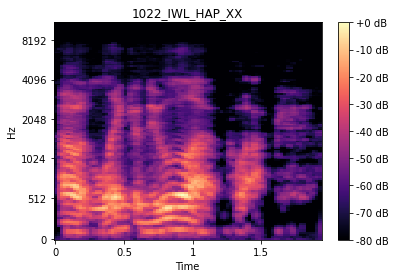 1022_IWL_HAP_XX
8192
4096
2048
1024
512
0
Hz
0
0.5
1
1.5
Time
+0 dB
-10 dB
-20 dB
-30 dB
-40 dB
-50 dB
-60 dB
-70 dB
-80 dB